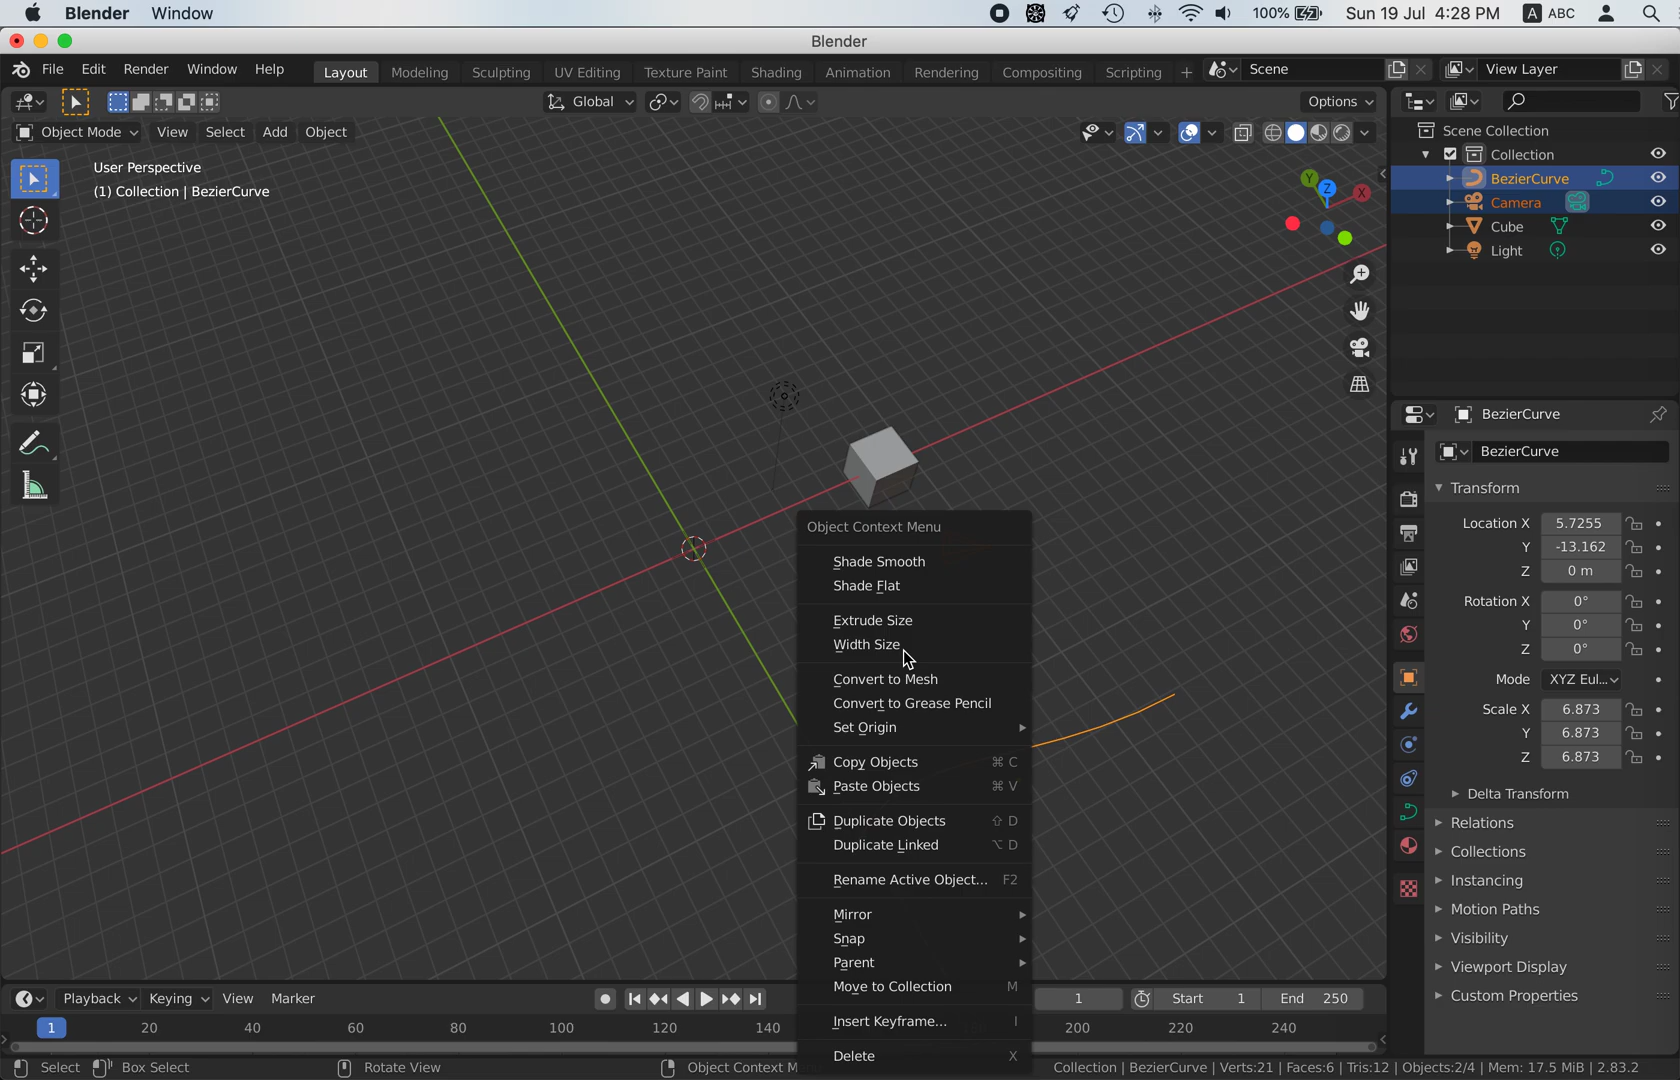 Blender Window 100% Sun 19 Jul 4:28 PM A ABC
Blender
File Edit Render Window Help Layout Modeling Sculpting UV Editing Texture Paint Shading Animation Rendering Compositing Scripting + Scene View Layer
Global Options
Object Mode View Select Add Object
User Perspective
(1) Collection | BezierCurve
Y Z X
Scene Collection
Collection
BezierCurve
Camera
Cube
Light
BezierCurve
BezierCurve
Transform
Location X 5.7255
Y -13.162
Z 0 m
Rotation X 0°
Y 0°
Z 0°
Mode XYZ Eul...
Scale X 6.873
Y 6.873
Z 6.873
Delta Transform
Relations
Collections
Instancing
Motion Paths
Visibility
Viewport Display
Custom Properties
Object Context Menu
Shade Smooth
Shade Flat
Extrude Size
Width Size
Convert to Mesh
Convert to Grease Pencil
Set Origin
Copy Objects ⌘ C
Paste Objects ⌘ V
Duplicate Objects ⇧ D
Duplicate Linked ⌥ D
Rename Active Object... F2
Mirror
Snap
Parent
Move to Collection M
Insert Keyframe... I
Delete X
Playback Keying View Marker 1 Start 1 End 250
1 20 40 60 80 100 120 140 200 220 240
Select Box Select Rotate View Object Context M Collection | BezierCurve | Verts:21 | Faces:6 | Tris:12 | Objects:2/4 | Mem: 17.5 MiB | 2.83.2